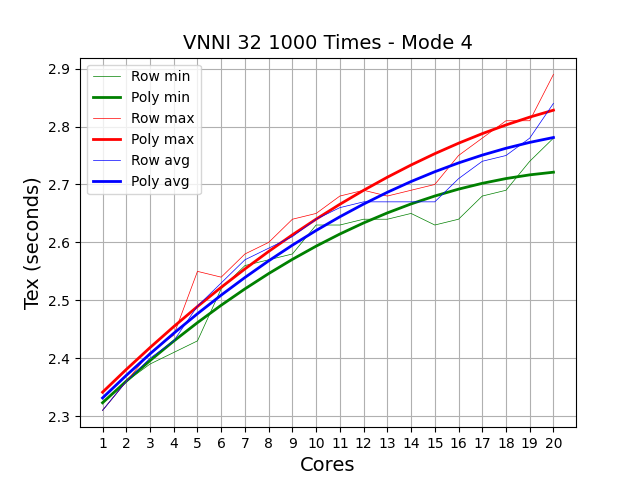 VNNI 32 1000 Times - Mode 4
Row min
Poly min
Row max
Poly max
Row avg
Poly avg
Tex (seconds)
2.9
2.8
2.7
2.6
2.5
2.4
2.3
1 2 3 4 5 6 7 8 9 10 11 12 13 14 15 16 17 18 19 20
Cores